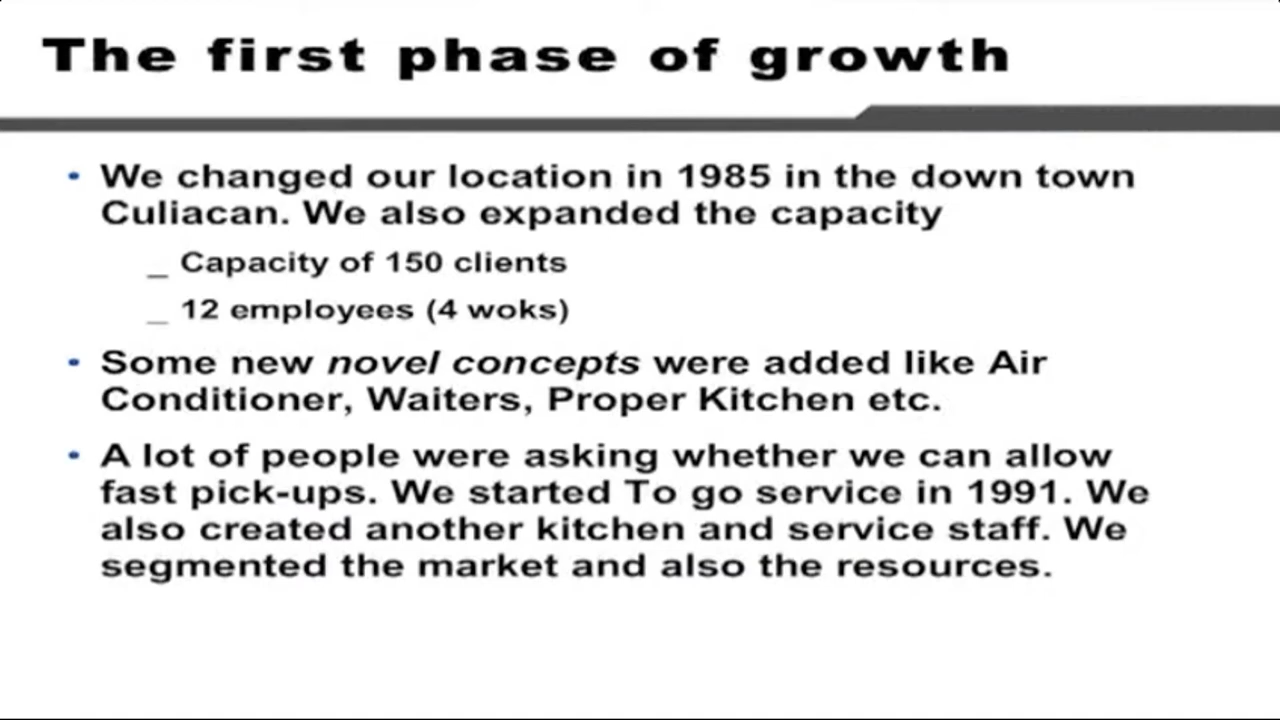 The first phase of growth
• We changed our location in 1985 in the down town
Culiacan. We also expanded the capacity
_ Capacity of 150 clients
_ 12 employees (4 woks)
• Some new novel concepts were added like Air
Conditioner, Waiters, Proper Kitchen etc.
• A lot of people were asking whether we can allow
fast pick-ups. We started To go service in 1991. We
also created another kitchen and service staff. We
segmented the market and also the resources.